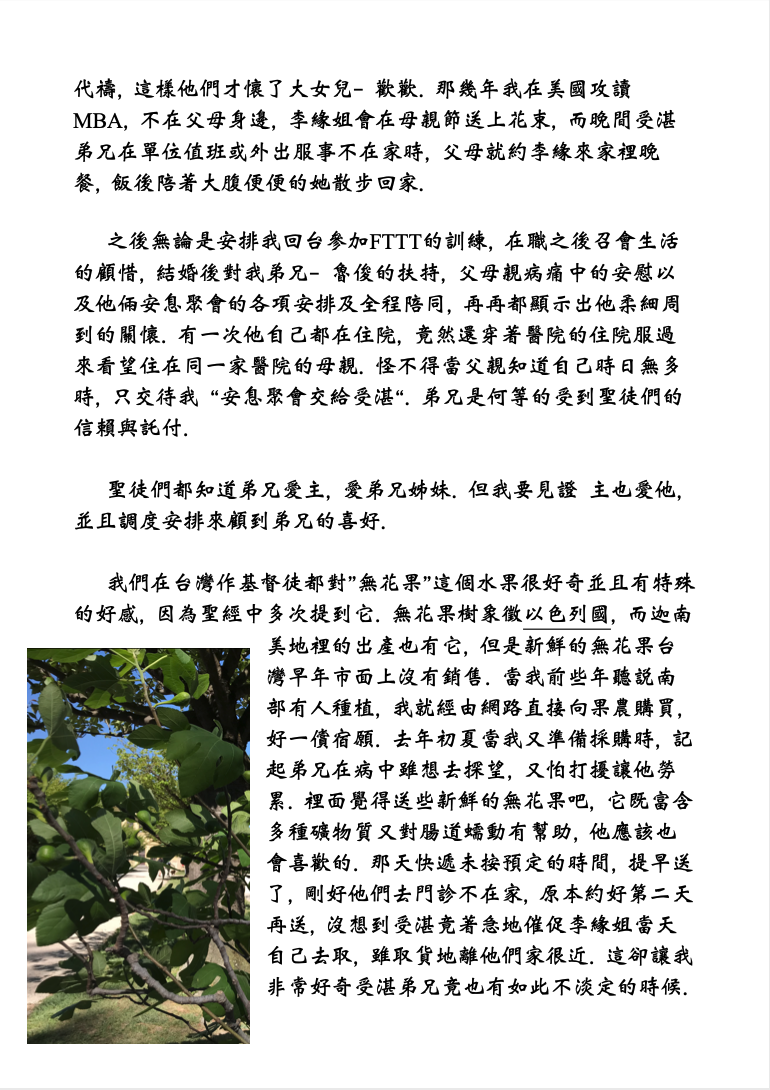 代禱, 這樣他們才懷了大女兒- 歡歡. 那幾年我在美國攻讀
MBA, 不在父母身邊, 李緣姐會在母親節送上花束, 而晚間受湛
弟兄在單位值班或外出服事不在家時, 父母就約李緣來家裡晚
餐, 飯後陪著大腹便便的她散步回家.
之後無論是安排我回台參加FTTT的訓練, 在職之後召會生活
的顧惜, 結婚後對我弟兄- 魯俊的扶持, 父母親病痛中的安慰以
及他倆安息聚會的各項安排及全程陪同, 再再都顯示出他柔細周
到的關懷. 有一次他自己都在住院, 竟然還穿著醫院的住院服過
來看望住在同一家醫院的母親. 怪不得當父親知道自己時日無多
時, 只交待我 “安息聚會交給受湛“. 弟兄是何等的受到聖徒們的
信賴與託付.
聖徒們都知道弟兄愛主, 愛弟兄姊妹. 但我要見證 主也愛他,
並且調度安排來顧到弟兄的喜好.
我們在台灣作基督徒都對”無花果”這個水果很好奇並且有特殊
的好感, 因為聖經中多次提到它. 無花果樹象徵以色列國, 而迦南
美地裡的出產也有它, 但是新鮮的無花果台
灣早年市面上沒有銷售. 當我前些年聽說南
部有人種植, 我就經由網路直接向果農購買,
好一償宿願. 去年初夏當我又準備採購時, 記
起弟兄在病中雖想去探望, 又怕打擾讓他勞
累. 裡面覺得送些新鮮的無花果吧, 它既富含
多種礦物質又對腸道蠕動有幫助, 他應該也
會喜歡的. 那天快遞未按預定的時間, 提早送
了, 剛好他們去門診不在家, 原本約好第二天
再送, 沒想到受湛竟著急地催促李緣姐當天
自己去取, 雖取貨地離他們家很近. 這卻讓我
非常好奇受湛弟兄竟也有如此不淡定的時候.